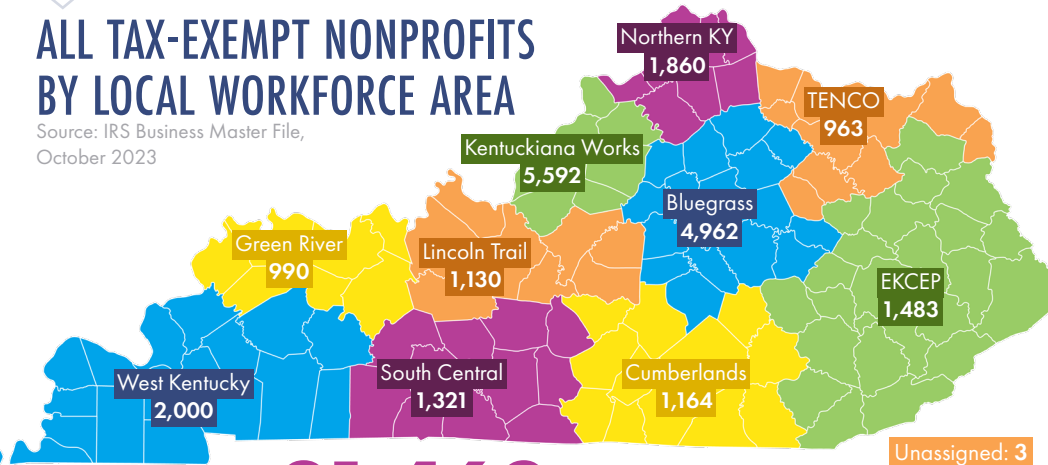 ALL TAX-EXEMPT NONPROFITS
BY LOCAL WORKFORCE AREA
Source: IRS Business Master File,
October 2023
Northern KY
1,860
TENCO
963
Kentuckiana Works
5,592
Bluegrass
4,962
Green River
990
Lincoln Trail
1,130
EKCEP
1,483
West Kentucky
2,000
South Central
1,321
Cumberlands
1,164
Unassigned: 3